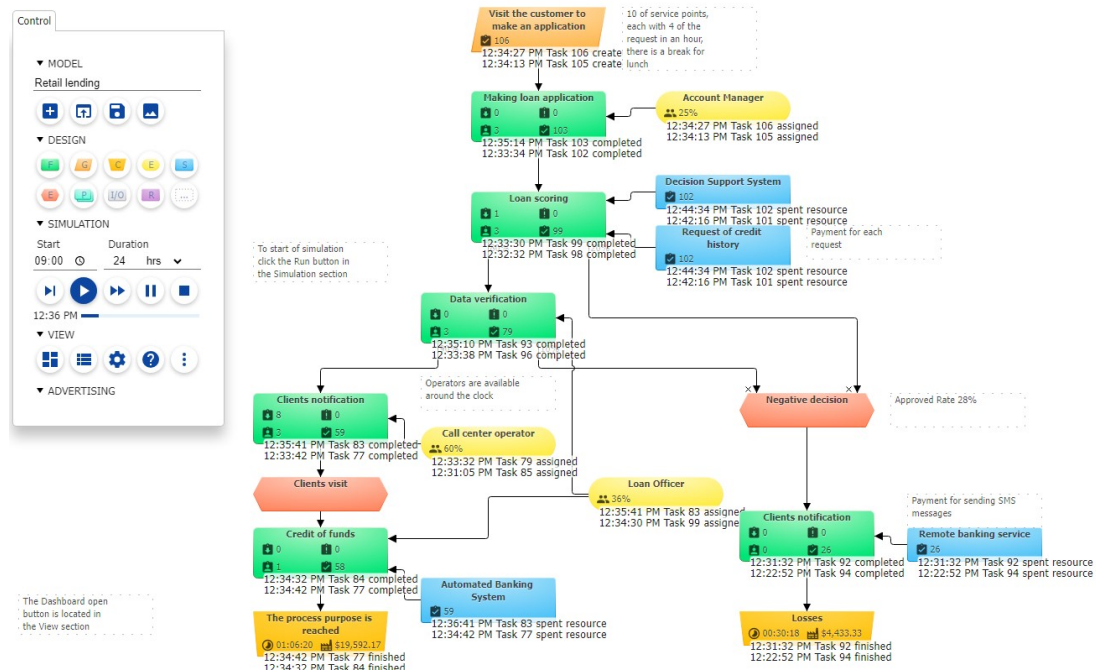 Control
MODEL
Retail lending
DESIGN
F
G
C
E
S
E
P
I/O
R
...
SIMULATION
Start
Duration
09:00
24
hrs
12:36 PM
VIEW
ADVERTISING
Visit the customer to
make an application
106
12:34:27 PM Task 106 create
12:34:13 PM Task 105 create
10 of service points,
each with 4 of the
request in an hour,
there is a break for
lunch
Making loan application
0
0
3
103
12:35:14 PM Task 103 completed
12:33:34 PM Task 102 completed
Account Manager
25%
12:34:27 PM Task 106 assigned
12:34:13 PM Task 105 assigned
Loan scoring
1
0
3
99
12:33:30 PM Task 99 completed
12:32:32 PM Task 98 completed
Decision Support System
102
12:44:34 PM Task 102 spent resource
12:42:16 PM Task 101 spent resource
Request of credit
history
102
12:44:34 PM Task 102 spent resource
12:42:16 PM Task 101 spent resource
Payment for each
request
To start of simulation
click the Run button in
the Simulation section
Data verification
0
0
3
79
12:35:10 PM Task 93 completed
12:33:38 PM Task 96 completed
Operators are available
around the clock
Clients notification
8
0
3
59
12:35:41 PM Task 83 completed
12:33:42 PM Task 77 completed
Call center operator
60%
12:33:32 PM Task 79 assigned
12:31:05 PM Task 85 assigned
Negative decision
Approved Rate 28%
Clients visit
Loan Officer
36%
12:35:41 PM Task 83 assigned
12:34:30 PM Task 99 assigned
Credit of funds
0
0
1
58
12:34:32 PM Task 84 completed
12:34:42 PM Task 77 completed
Clients notification
0
0
0
26
12:31:32 PM Task 92 completed
12:22:52 PM Task 94 completed
Payment for sending SMS
messages
Remote banking service
26
12:31:32 PM Task 92 spent resource
12:22:52 PM Task 94 spent resource
Automated Banking
System
59
12:36:41 PM Task 83 spent resource
12:34:42 PM Task 77 spent resource
The Dashboard open
button is located in
the View section
The process purpose is
reached
01:06:20 $19,592.17
12:34:42 PM Task 77 finished
12:34:32 PM Task 84 finished
Losses
00:30:18 $4,433.33
12:31:32 PM Task 92 finished
12:22:52 PM Task 94 finished